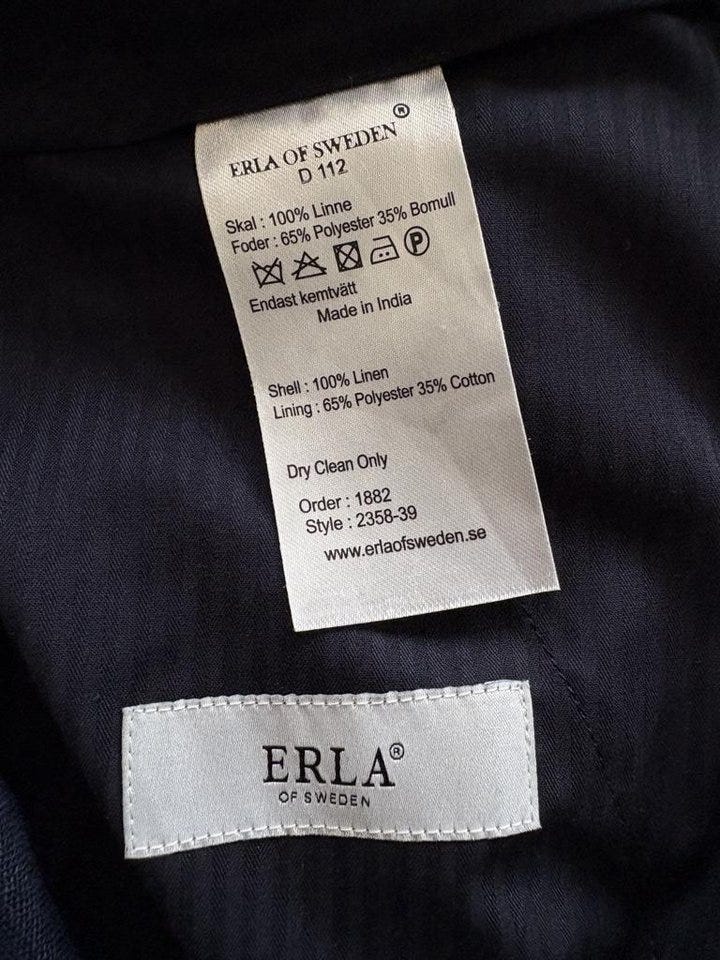 ERLA OF SWEDEN®
D 112
Skal : 100% Linne
Foder : 65% Polyester 35% Bomull
P
Endast kemtvätt
Made in India
Shell : 100% Linen
Lining : 65% Polyester 35% Cotton
Dry Clean Only
Order : 1882
Style : 2358-39
www.erlaofsweden.se
ERLA®
OF SWEDEN